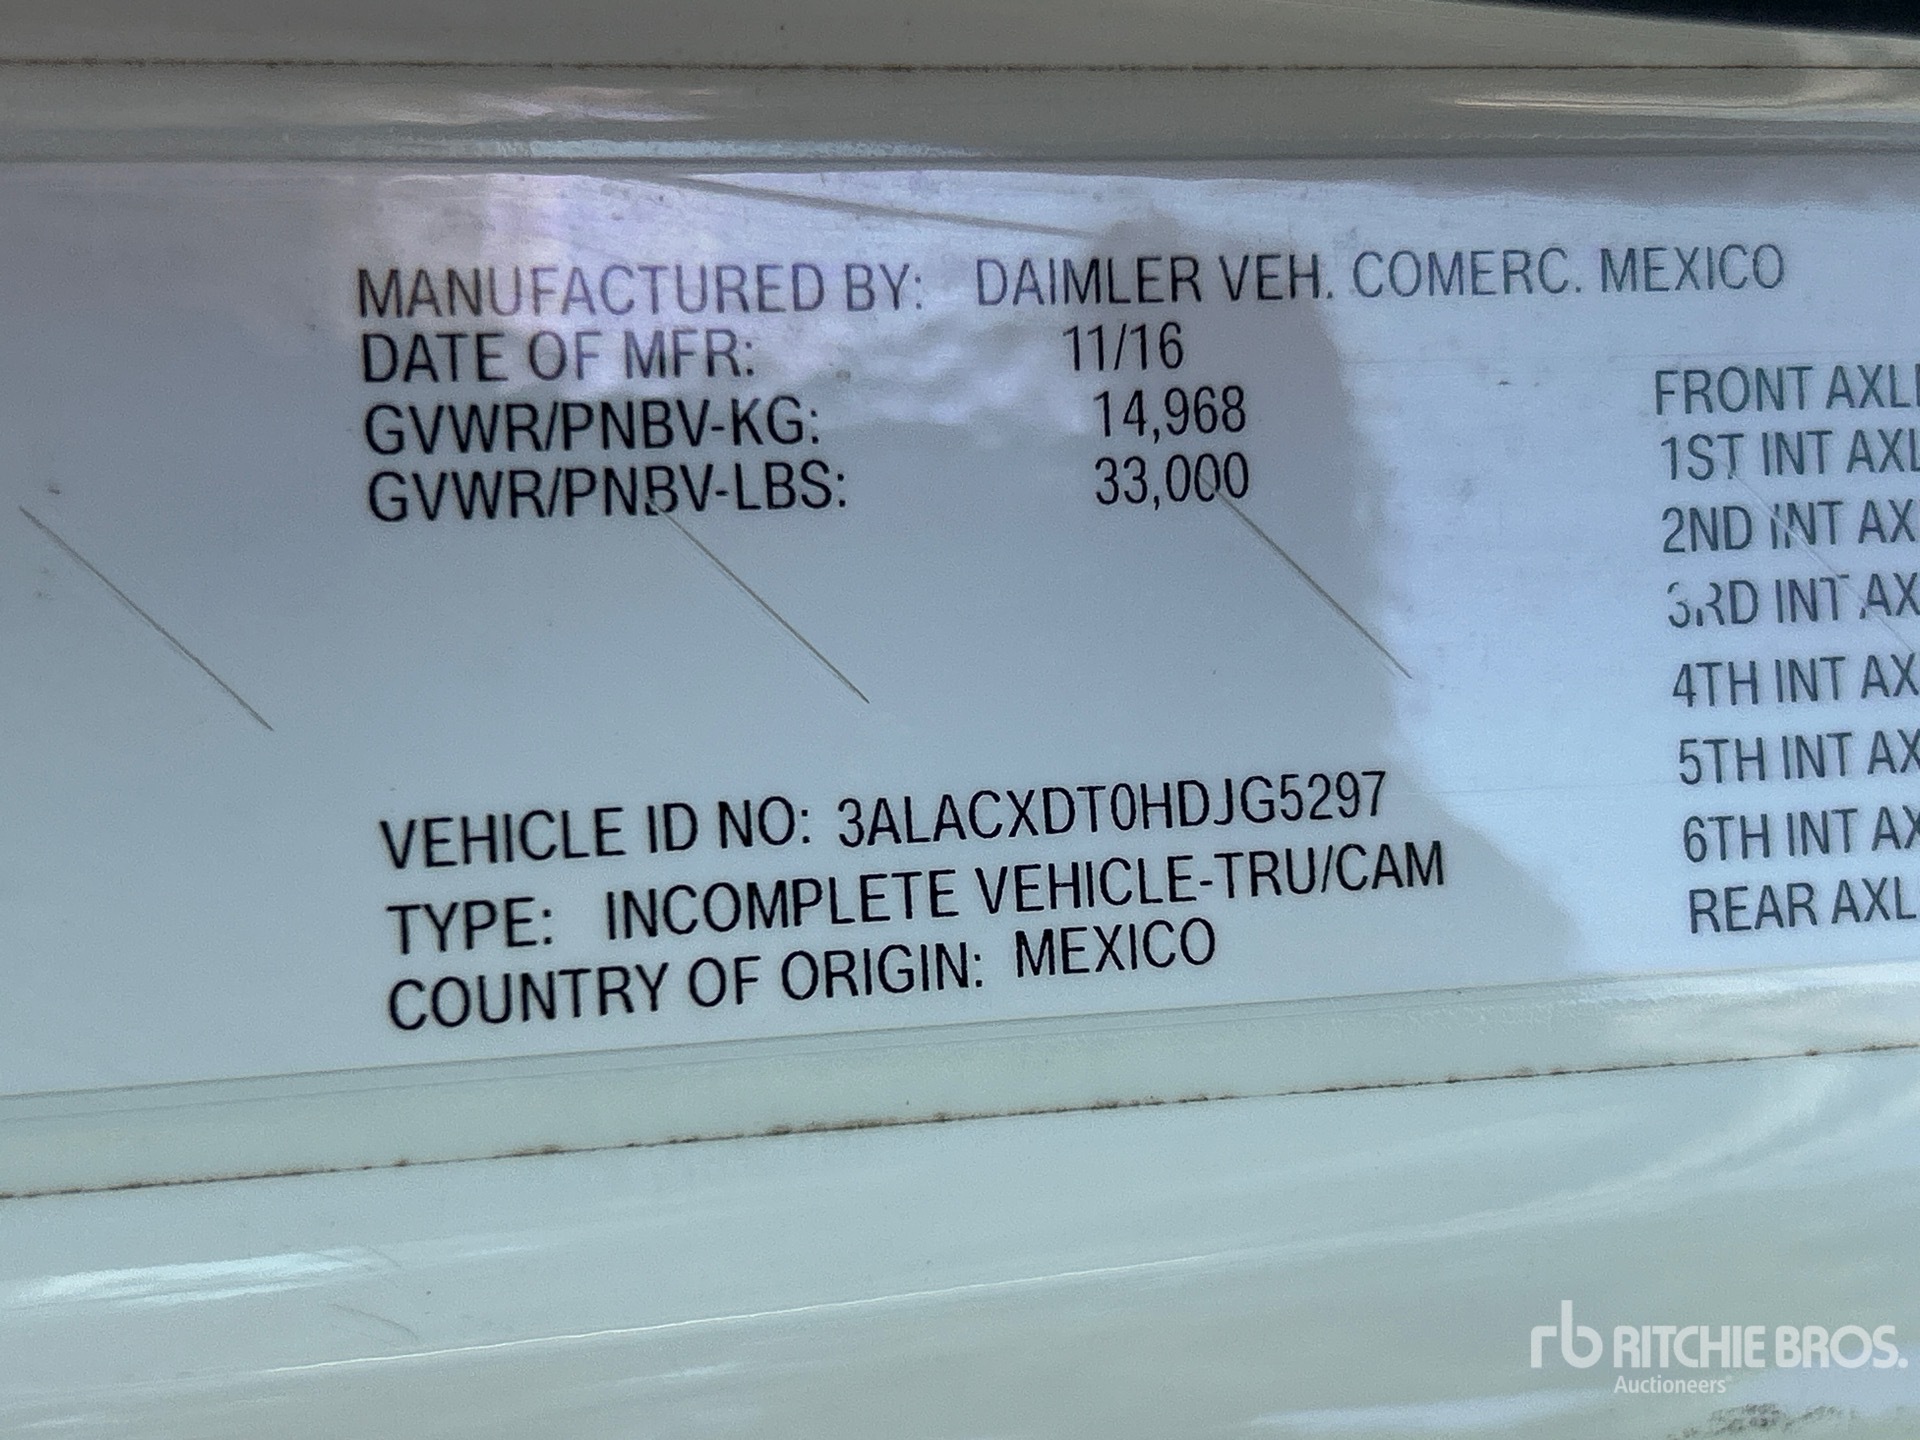 MANUFACTURED BY: DAIMLER VEH. COMERC. MEXICO
DATE OF MFR: 11/16
GVWR/PNBV-KG: 14,968
GVWR/PNBV-LBS: 33,000
VEHICLE ID NO: 3ALACXDT0HDJG5297
TYPE: INCOMPLETE VEHICLE-TRU/CAM
COUNTRY OF ORIGIN: MEXICO
FRONT AXL
1ST INT AXL
2ND INT AX
3RD INT AX
4TH INT AX
5TH INT AX
6TH INT AX
REAR AXL
rb RITCHIE BROS.
Auctioneers